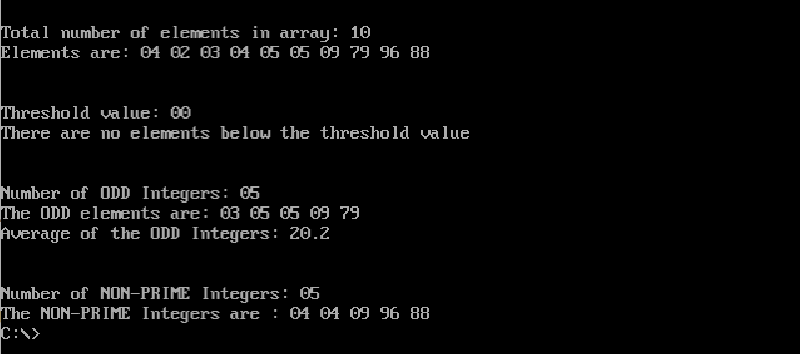 Total number of elements in array: 10
Elements are: 04 02 03 04 05 05 09 79 96 88
Threshold value: 00
There are no elements below the threshold value
Number of ODD Integers: 05
The ODD elements are: 03 05 05 09 79
Average of the ODD Integers: 20.2
Number of NON-PRIME Integers: 05
The NON-PRIME Integers are : 04 04 09 96 88
C:\>